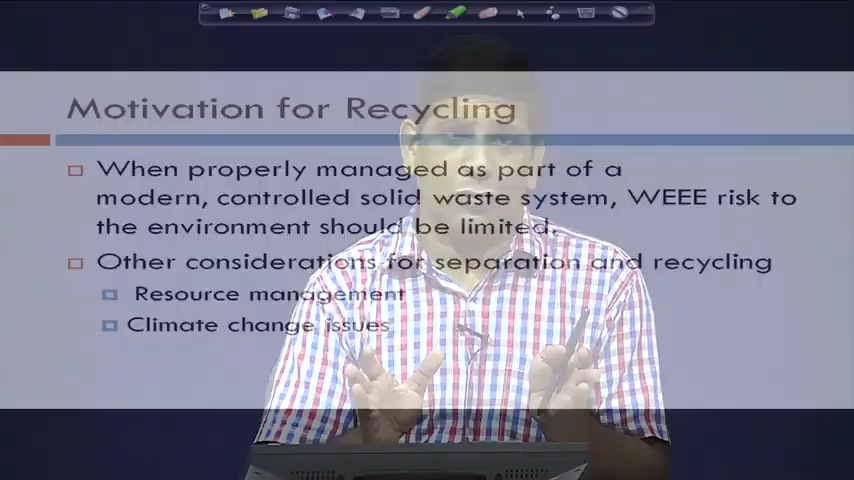 Motivation for Recycling
When properly managed as part of a
modern, controlled solid waste system, WEEE risk to
the environment should be limited.
Other considerations for separation and recycling
Resource management
Climate change issues